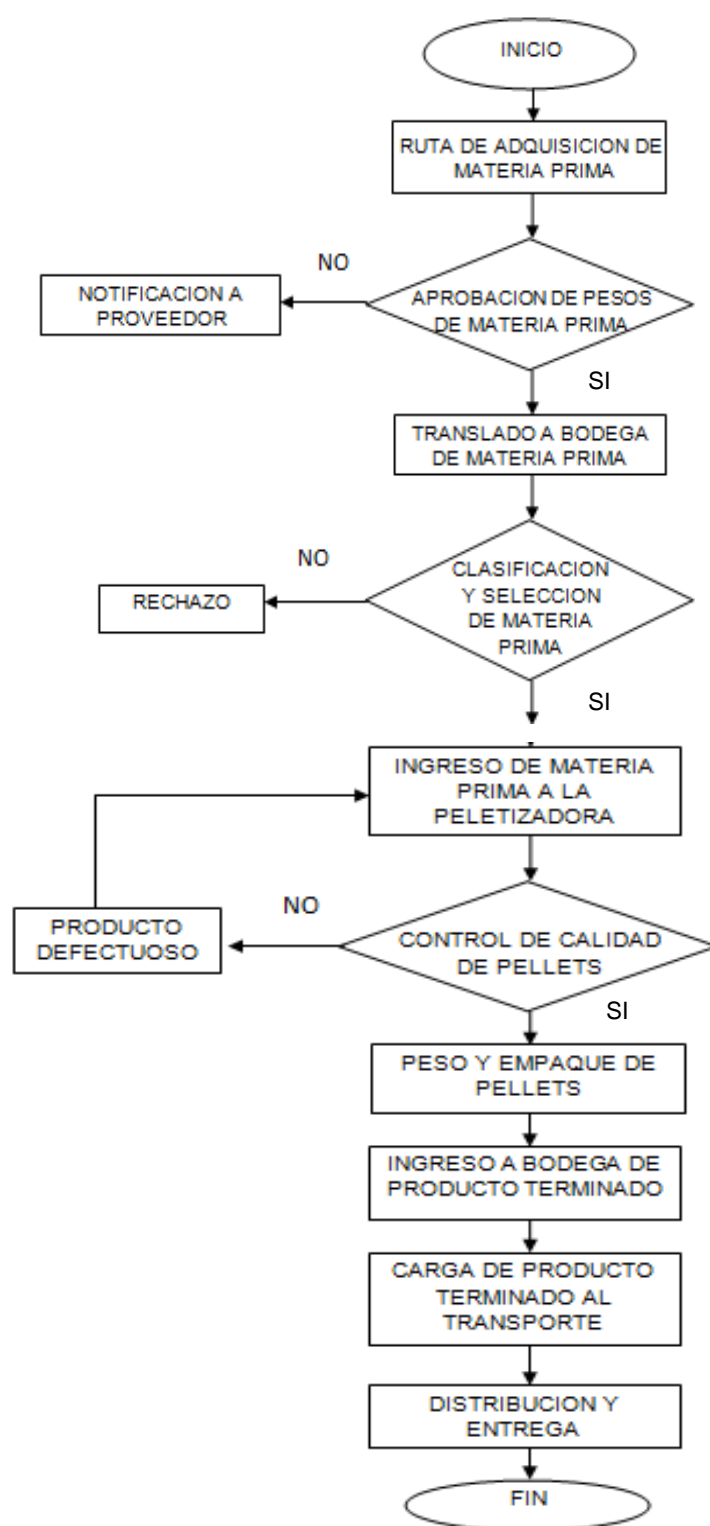 INICIO
RUTA DE ADQUISICION DE
MATERIA PRIMA
NO
NOTIFICACION A
PROVEEDOR
APROBACION DE PESOS
DE MATERIA PRIMA
SI
TRANSLADO A BODEGA
DE MATERIA PRIMA
NO
RECHAZO
CLASIFICACION
Y SELECCION
DE MATERIA
PRIMA
SI
INGRESO DE MATERIA
PRIMA A LA
PELETIZADORA
NO
PRODUCTO
DEFECTUOSO
CONTROL DE CALIDAD
DE PELLETS
SI
PESO Y EMPAQUE DE
PELLETS
INGRESO A BODEGA DE
PRODUCTO TERMINADO
CARGA DE PRODUCTO
TERMINADO AL
TRANSPORTE
DISTRIBUCION Y
ENTREGA
FIN